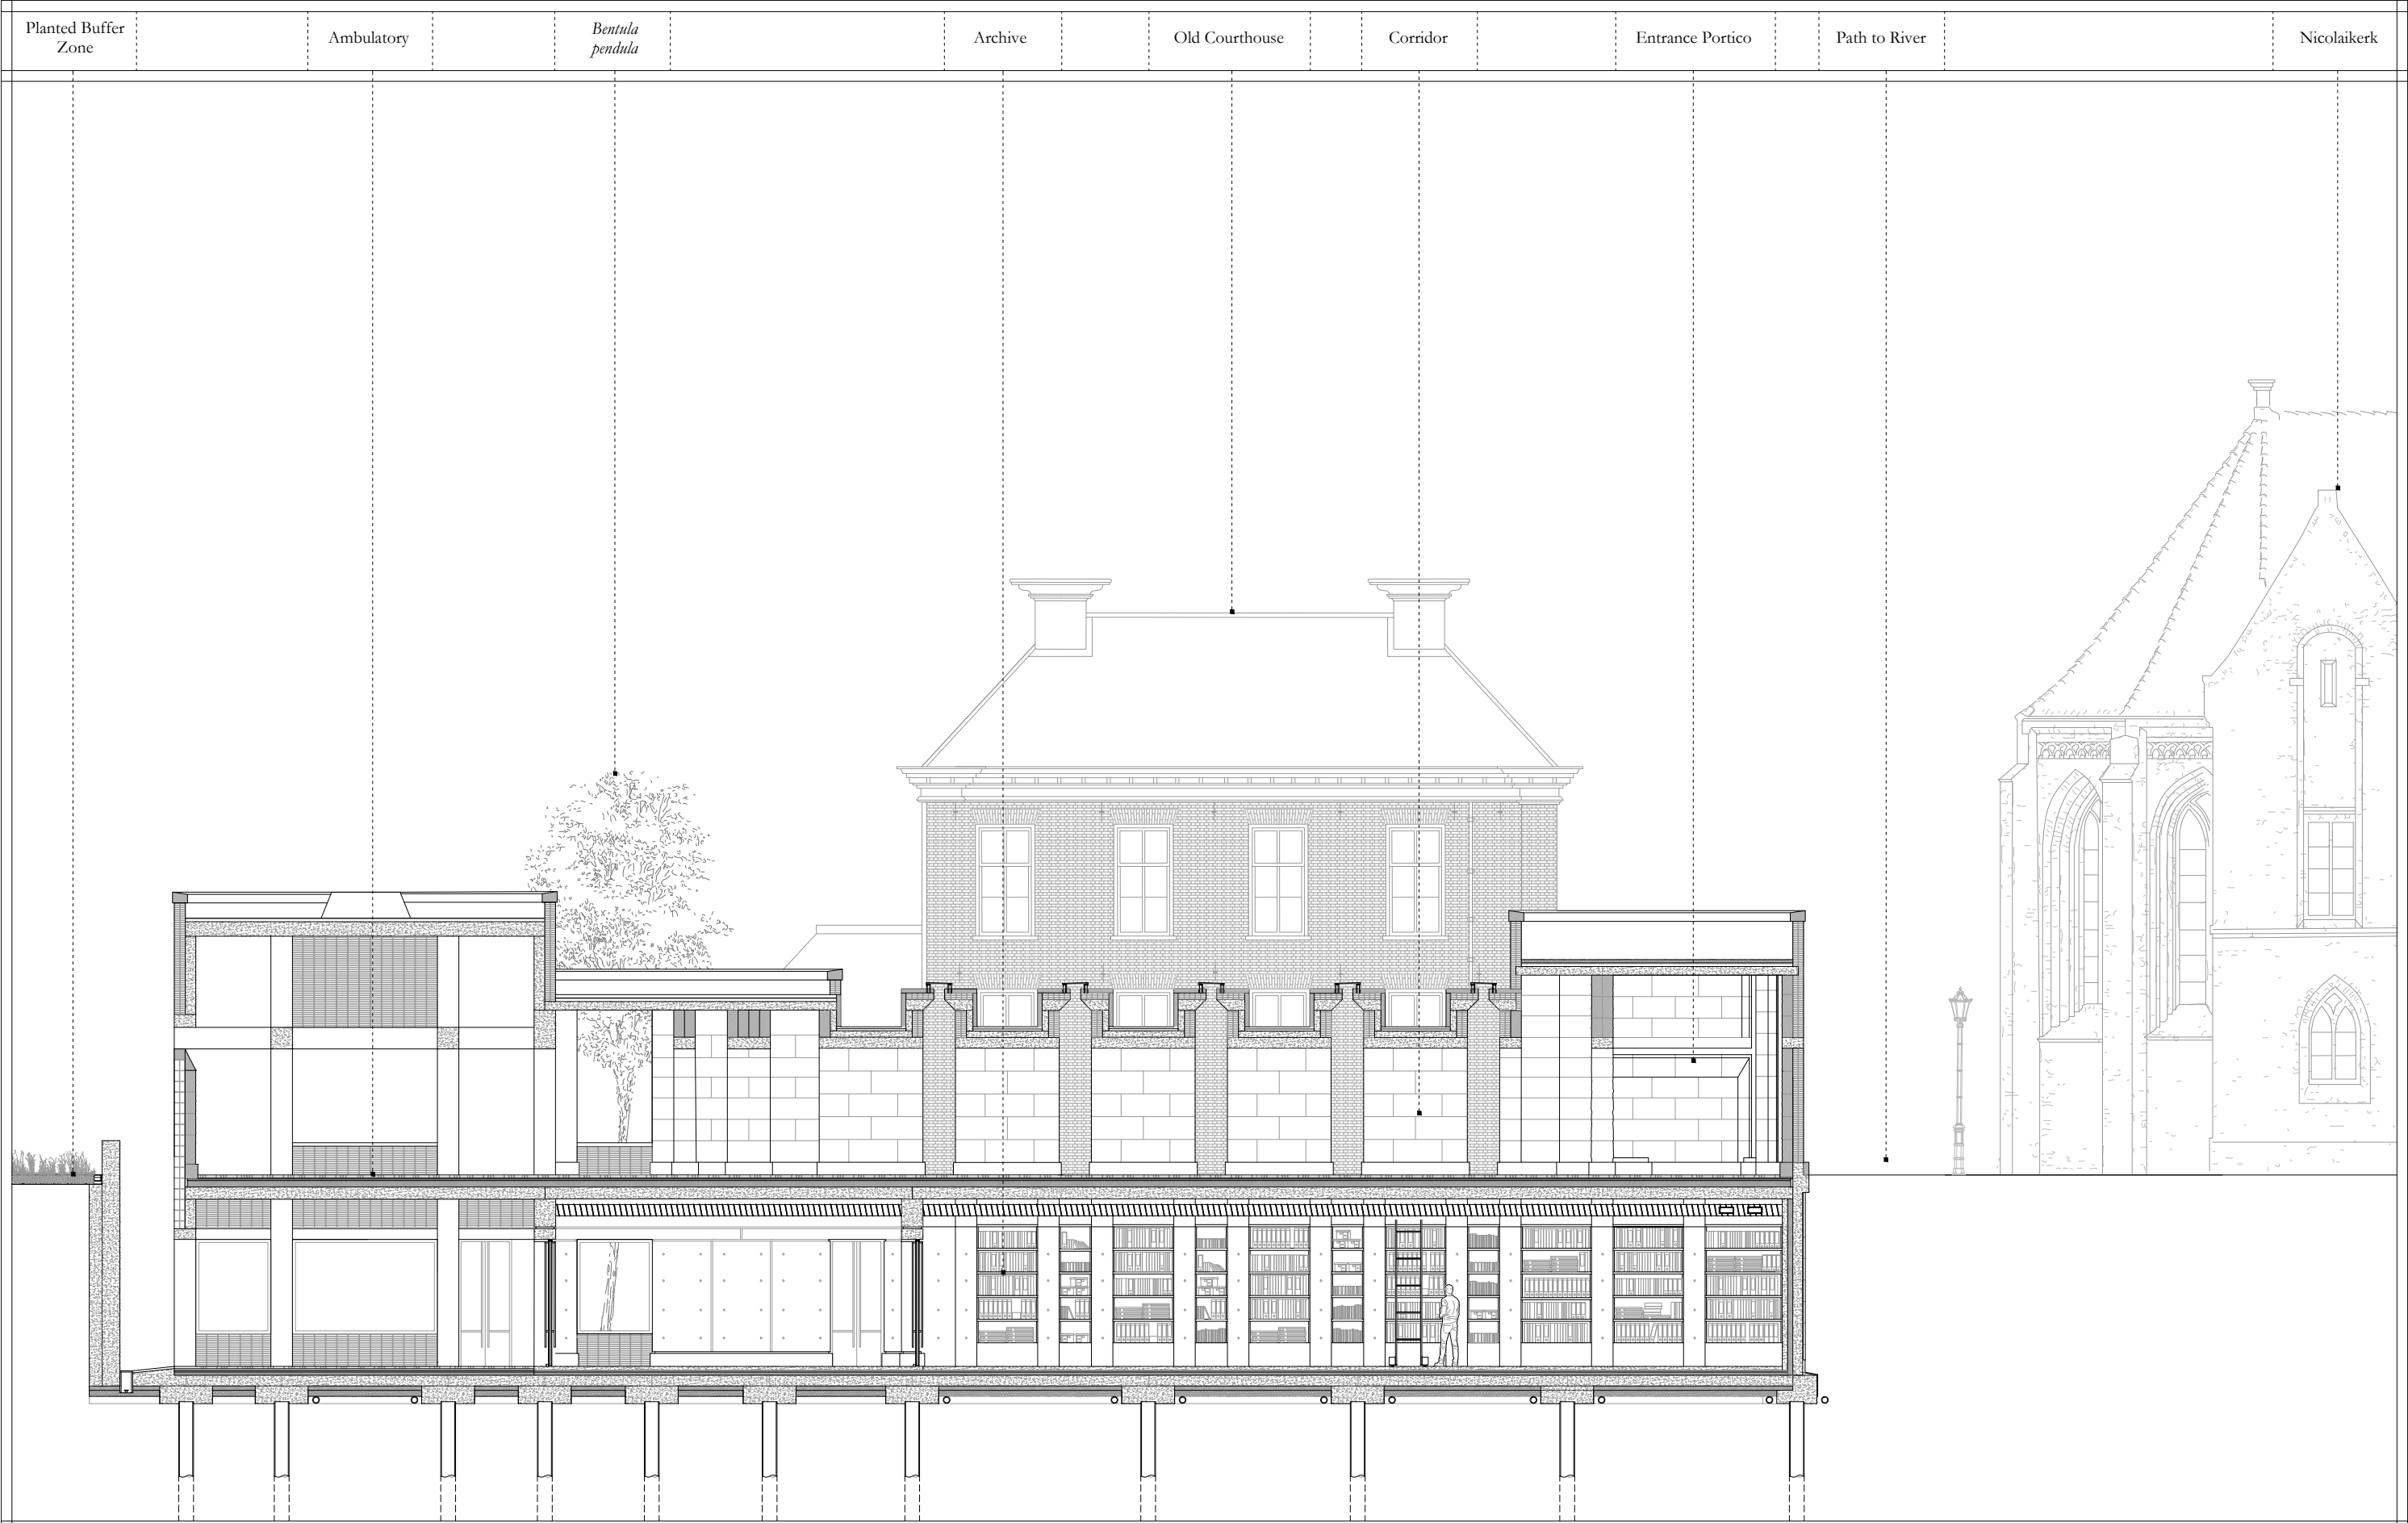 Planted Buffer
Zone
Ambulatory
Bentula
pendula
Archive
Old Courthouse
Corridor
Entrance Portico
Path to River
Nicolaikerk